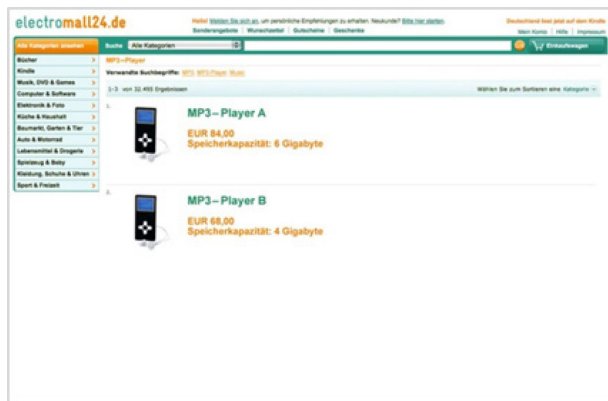 electromall24.de
Hallo! Melden Sie sich an, um persönliche Empfehlungen zu erhalten. Neukunde? Bitte hier starten.
Deutschland liest jetzt auf dem Kindle
Sonderangebote | Wunschzettel | Gutscheine | Geschenke
Mein Konto | Hilfe | Impressum
Alle Kategorien ansehen
Suche Alle Kategorien
Einkaufswagen
Bücher
Kindle
Musik, DVD & Games
Computer & Software
Elektronik & Foto
Küche & Haushalt
Baumarkt, Garten & Tier
Auto & Motorrad
Lebensmittel & Drogerie
Spielzeug & Baby
Kleidung, Schuhe & Uhren
Sport & Freizeit
MP3-Player
Verwandte Suchbegriffe: MP3, MP3 Player, Music
1-3 von 32.495 Ergebnissen
Wählen Sie zum Sortieren eine Kategorie
1.
MP3-Player A
EUR 84,00
Speicherkapazität: 6 Gigabyte
2.
MP3-Player B
EUR 68,00
Speicherkapazität: 4 Gigabyte